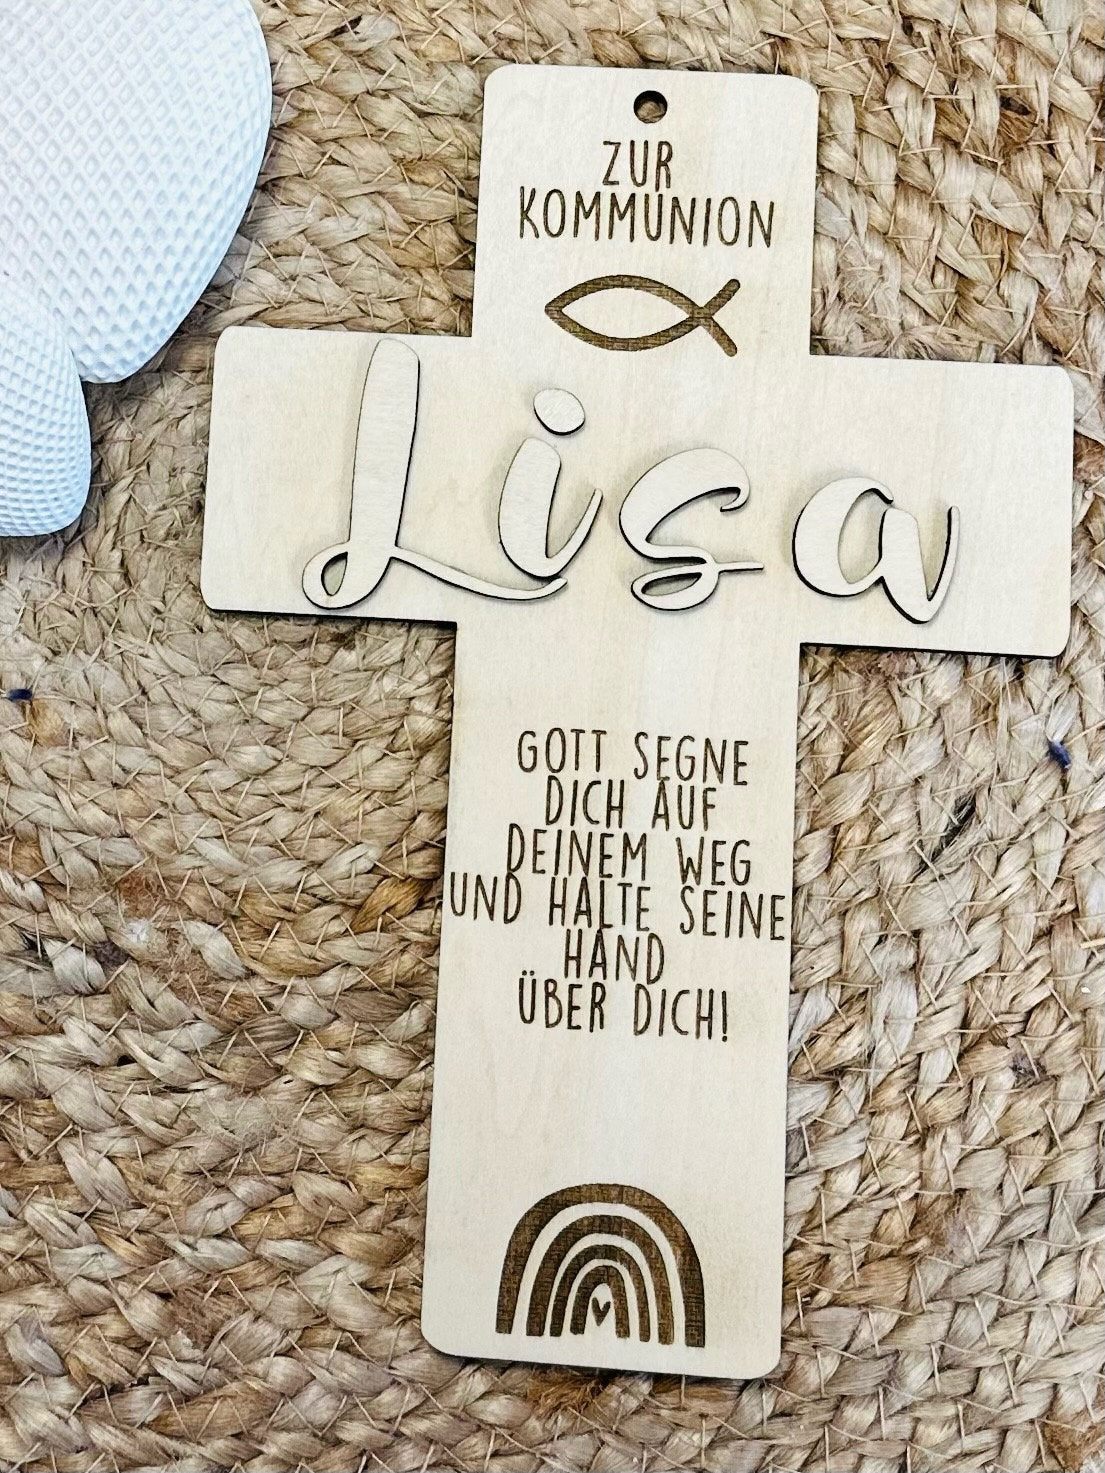 ZUR
KOMMUNION
Lisa
GOTT SEGNE
DICH AUF
DEINEM WEG
UND HALTE SEINE
HAND
ÜBER DICH!